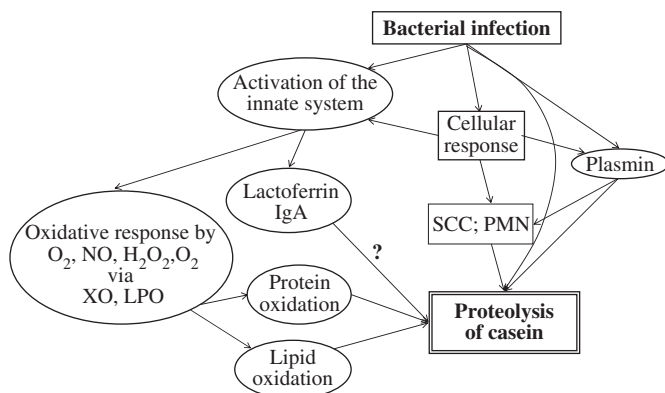 Bacterial infection
Activation of the
innate system
Cellular
response
Plasmin
Lactoferrin
IgA
SCC; PMN
Oxidative response by
O₂, NO, H₂O₂,O₂
via
XO, LPO
?
Protein
oxidation
Proteolysis
of casein
Lipid
oxidation